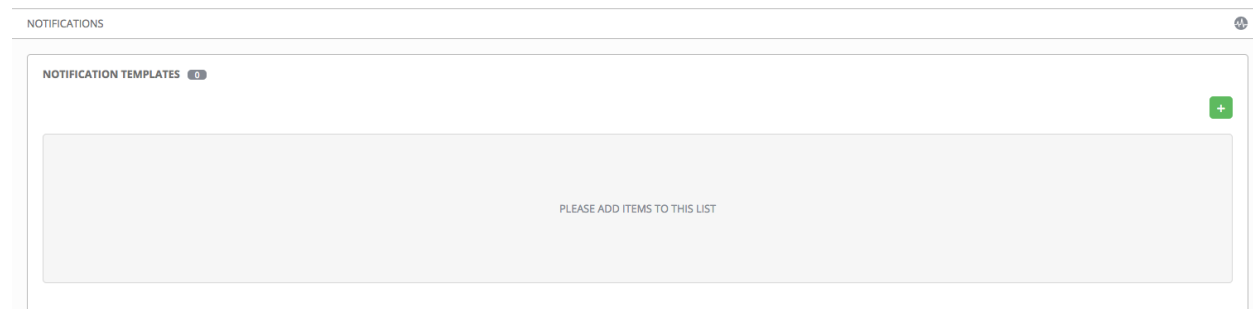 NOTIFICATIONS
NOTIFICATION TEMPLATES 0
+
PLEASE ADD ITEMS TO THIS LIST